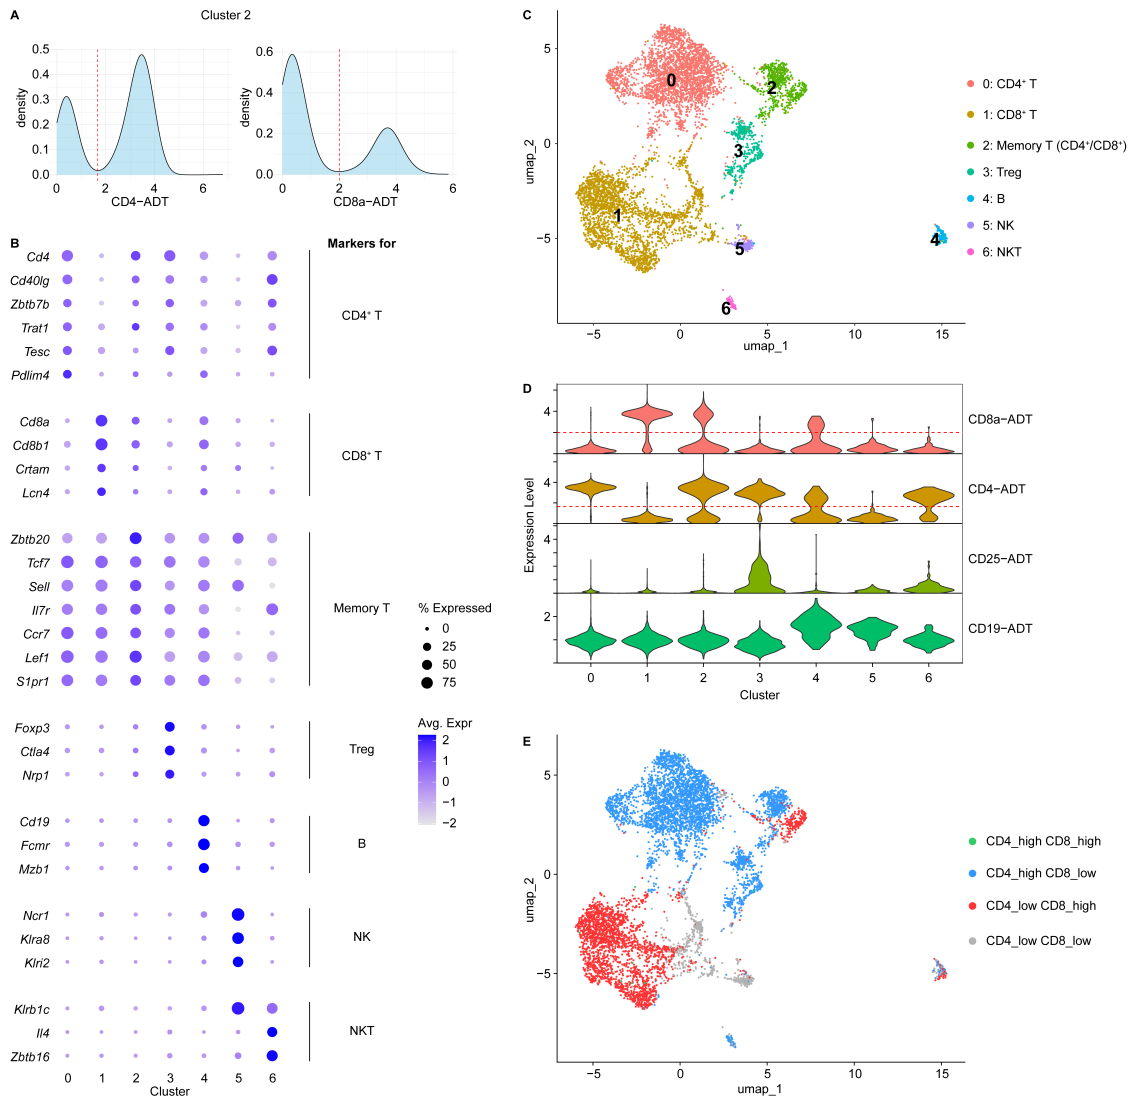 A
Cluster 2
0.5
0.4
0.3
0.2
0.1
0.0
density
0 2 4 6
CD4−ADT
0.6
0.4
0.2
0.0
density
0 2 4 6
CD8a−ADT
B
Markers for
Cd4
Cd40lg
Zbtb7b
Trat1
Tesc
Pdlim4
CD4⁺ T
Cd8a
Cd8b1
Crtam
Lcn4
CD8⁺ T
Zbtb20
Tcf7
Sell
Il7r
Ccr7
Lef1
S1pr1
Memory T
Foxp3
Ctla4
Nrp1
Treg
Cd19
Fcmr
Mzb1
B
Ncr1
Klra8
Klri2
NK
Klrb1c
Il4
Zbtb16
NKT
0 1 2 3 4 5 6
Cluster
% Expressed
0
25
50
75
Avg. Expr
2
1
0
−1
−2
C
5
0
−5
umap_2
−5 0 5 10 15
umap_1
0
1
2
3
4
5
6
0: CD4⁺ T
1: CD8⁺ T
2: Memory T (CD4⁺/CD8⁺)
3: Treg
4: B
5: NK
6: NKT
D
4
CD8a−ADT
4
CD4−ADT
4
CD25−ADT
2
CD19−ADT
Expression Level
0 1 2 3 4 5 6
Cluster
E
5
0
−5
umap_2
−5 0 5 10 15
umap_1
CD4_high CD8_high
CD4_high CD8_low
CD4_low CD8_high
CD4_low CD8_low